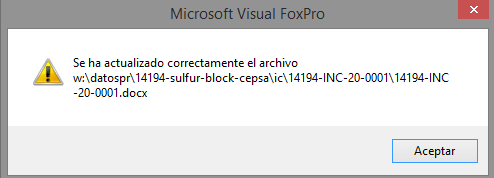 Microsoft Visual FoxPro
Se ha actualizado correctamente el archivo
w:\datospr\14194-sulfur-block-cepsa\ic\14194-INC-20-0001\14194-INC
-20-0001.docx
Aceptar